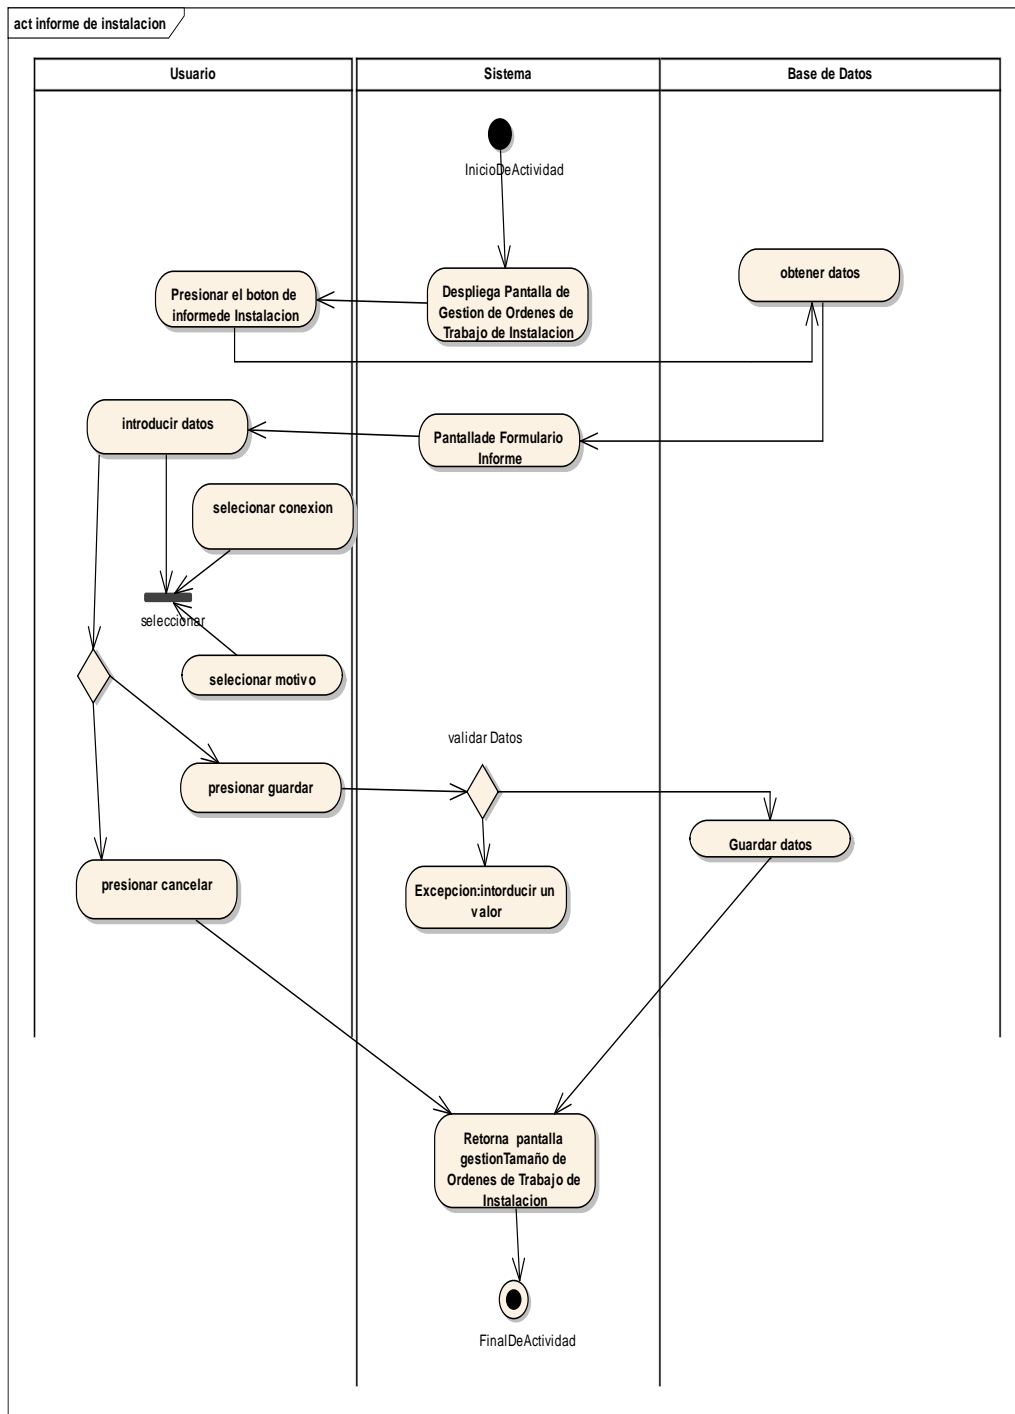 act informe de instalacion
Usuario
Sistema
Base de Datos
InicioDeActividad
Presionar el boton de
informede Instalacion
Despliega Pantalla de
Gestion de Ordenes de
Trabajo de Instalacion
obtener datos
introducir datos
Pantallade Formulario
Informe
selecionar conexion
seleccionar
selecionar motivo
validar Datos
presionar guardar
Guardar datos
presionar cancelar
Excepcion:intorducir un
valor
Retorna pantalla
gestionTamaño de
Ordenes de Trabajo de
Instalacion
FinalDeActividad